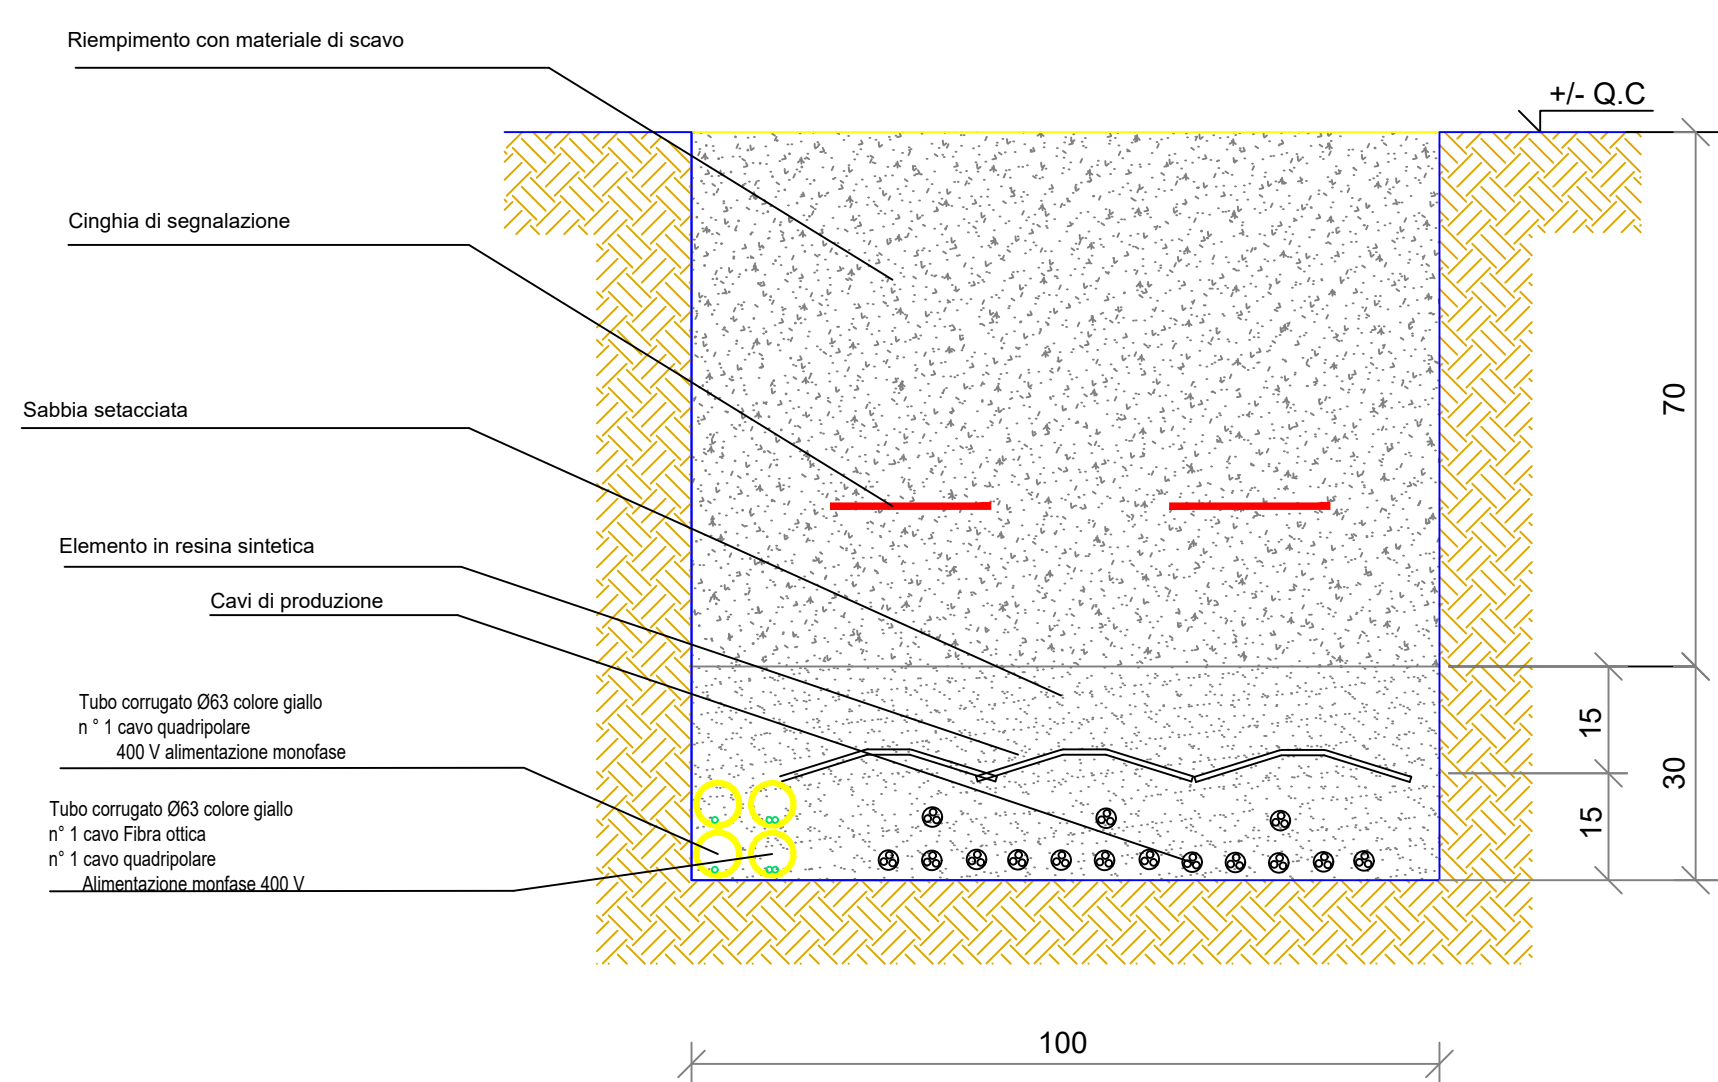 Riempimento con materiale di scavo
+/- Q.C
Cinghia di segnalazione
70
Sabbia setacciata
Elemento in resina sintetica
Cavi di produzione
Tubo corrugato Ø63 colore giallo
n ° 1 cavo quadripolare
400 V alimentazione monofase
15
30
15
Tubo corrugato Ø63 colore giallo
n° 1 cavo Fibra ottica
n° 1 cavo quadripolare
Alimentazione monfase 400 V
100